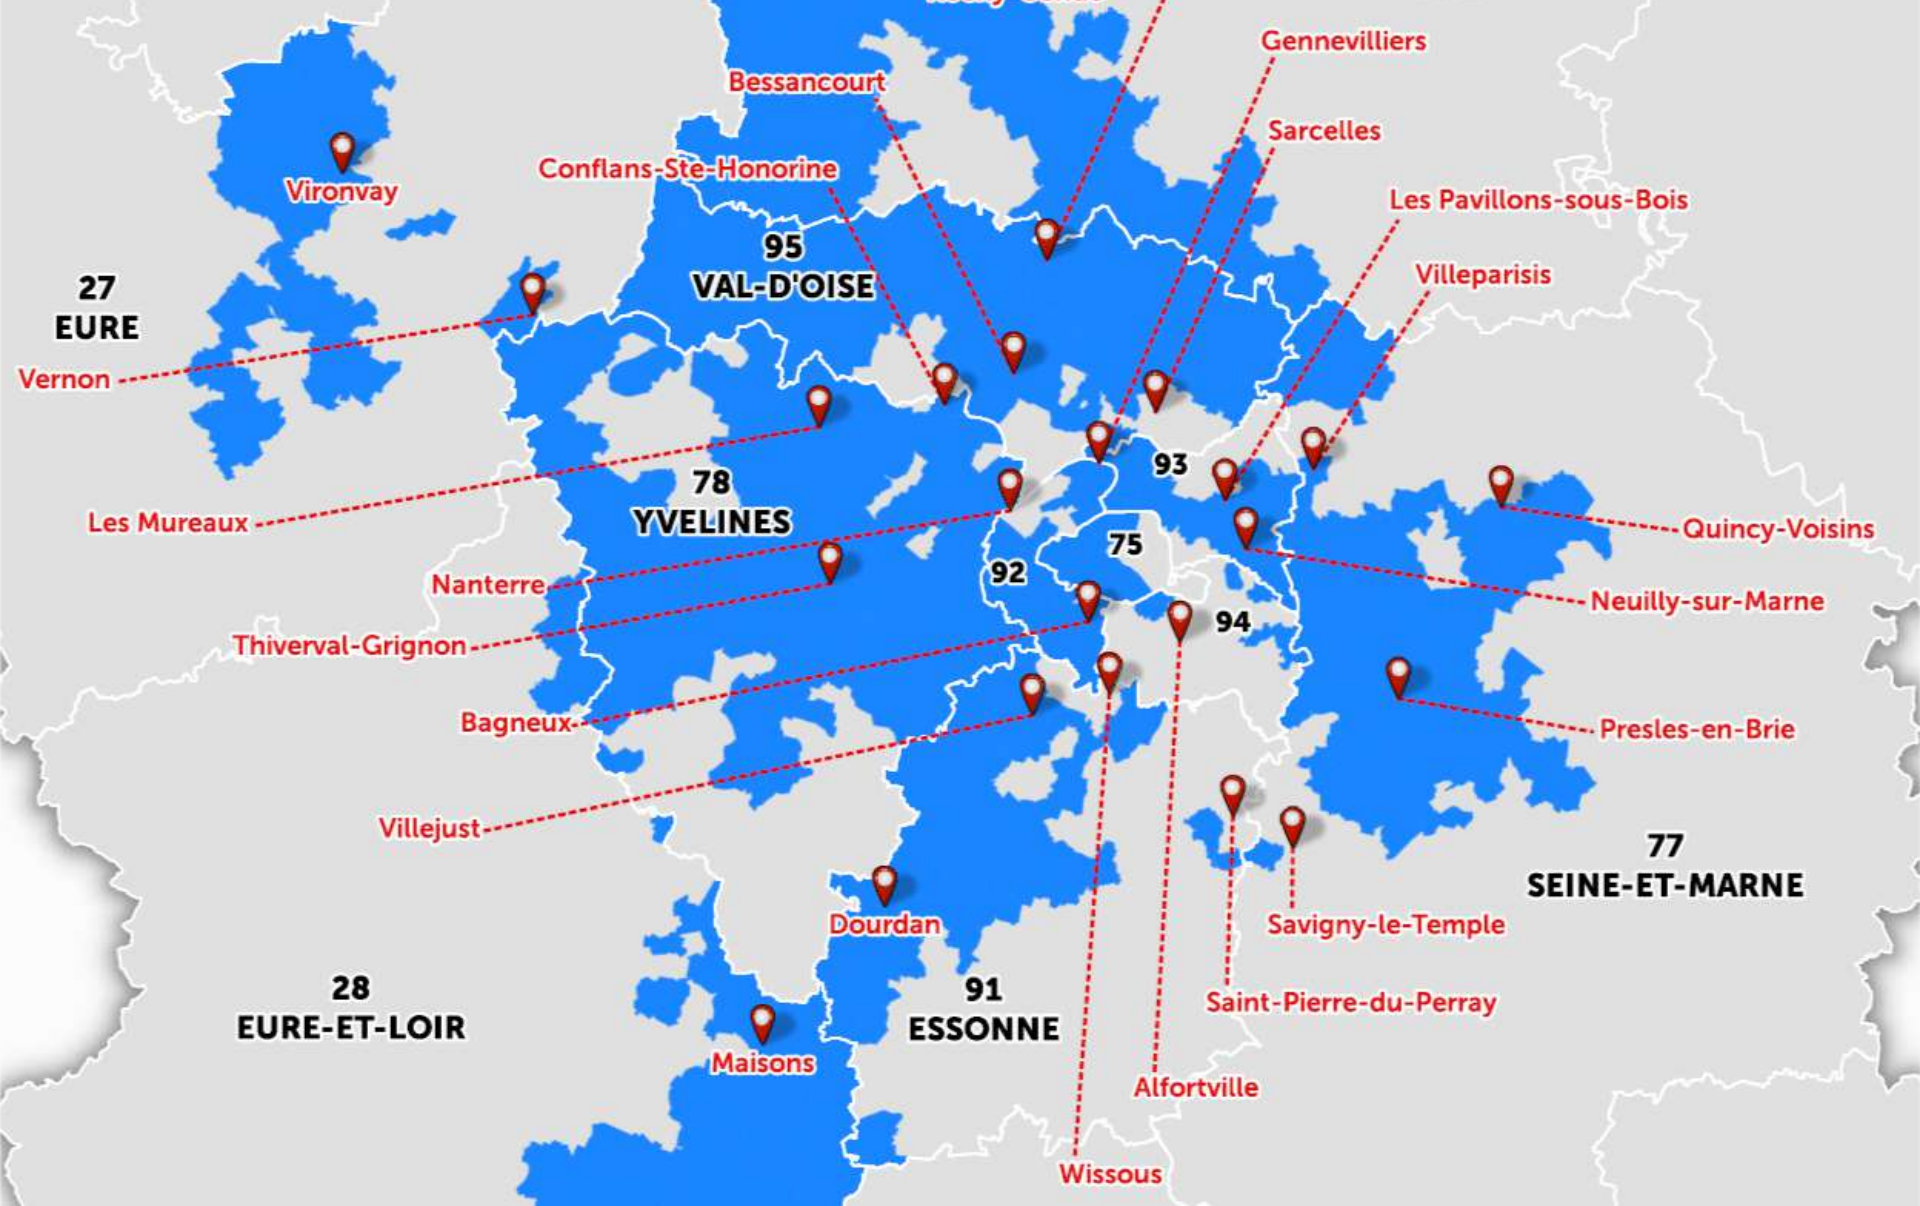 Gennevilliers
Bessancourt
Sarcelles
Conflans-Ste-Honorine
Vironvay
Les Pavillons-sous-Bois
95
VAL-D'OISE
Villeparisis
27
EURE
Vernon
93
78
YVELINES
Les Mureaux
Quincy-Voisins
75
92
Nanterre
Neuilly-sur-Marne
94
Thiverval-Grignon
Bagneux
Presles-en-Brie
Villejust
77
SEINE-ET-MARNE
Dourdan
Savigny-le-Temple
28
EURE-ET-LOIR
91
ESSONNE
Saint-Pierre-du-Perray
Maisons
Alfortville
Wissous